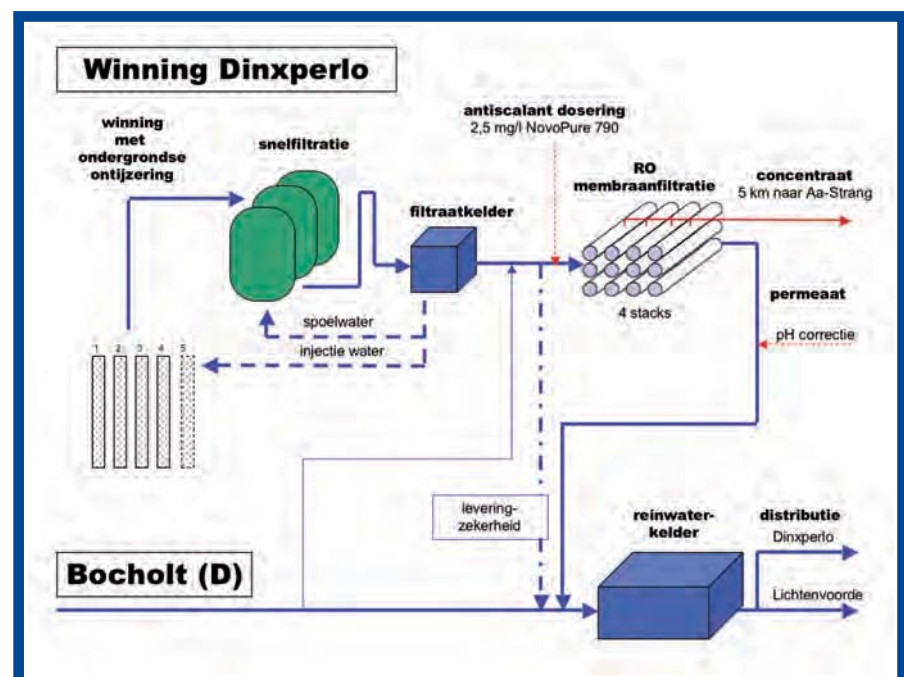 Winning Dinxperlo
winning
met
ondergrondse
ontijzering
snelfiltratie
filtraatkelder
antiscalant dosering
2,5 mg/l NovoPure 790
RO
membraanfiltratie
concentraat
5 km naar Aa-Strang
4 stacks
permeaat
pH correctie
spoelwater
injectie water
1 2 3 4 5
levering-
zekerheid
reinwater-
kelder
distributie
Dinxperlo
Lichtenvoorde
Bocholt (D)